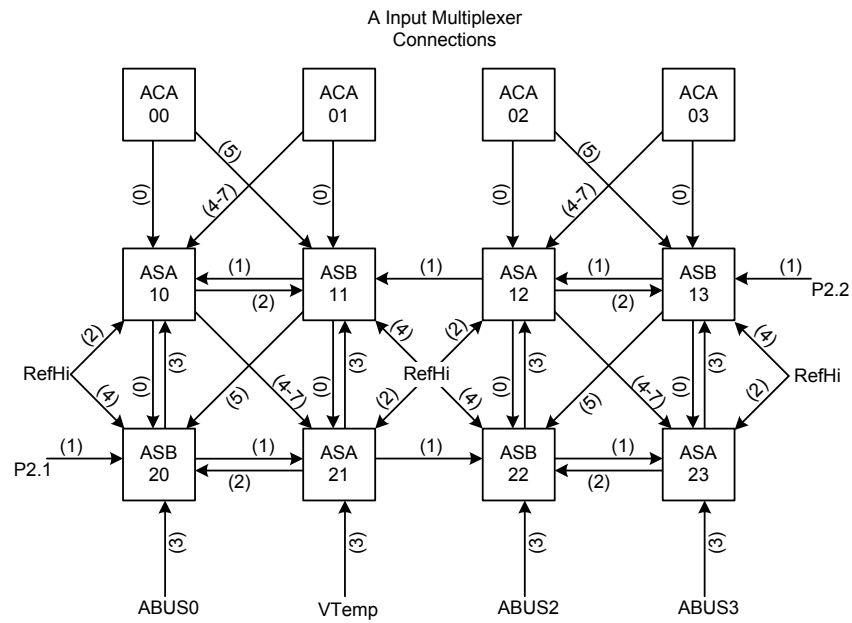 A Input Multiplexer
Connections
ACA
00
ACA
01
ACA
02
ACA
03
(5)
(5)
(0)
(4-7)
(0)
(0)
(4-7)
(0)
ASA
10
(1)
(2)
ASB
11
(1)
ASA
12
(1)
(2)
ASB
13
(1)
P2.2
(2)
(4)
(2)
(4)
RefHi
(0)
(3)
(4-7)
(3)
RefHi
(0)
(3)
(4-7)
(3)
RefHi
(4)
(5)
(0)
(2)
(4)
(5)
(0)
(2)
(1)
P2.1
ASB
20
(1)
(2)
ASA
21
(1)
ASB
22
(1)
(2)
ASA
23
(3)
(3)
(3)
(3)
ABUS0
VTemp
ABUS2
ABUS3